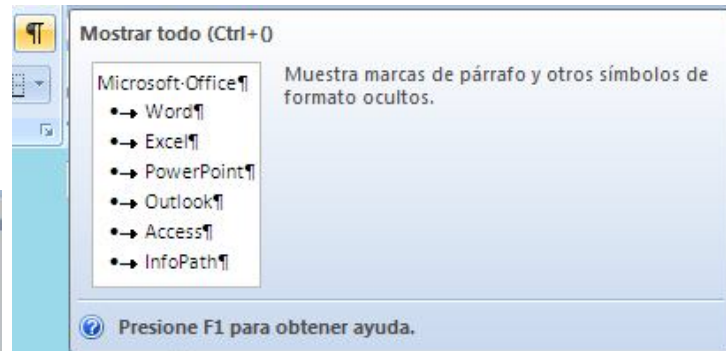 ¶
Mostrar todo (Ctrl+()
Microsoft·Office¶
•→ Word¶
•→ Excel¶
•→ PowerPoint¶
•→ Outlook¶
•→ Access¶
•→ InfoPath¶
Muestra marcas de párrafo y otros símbolos de
formato ocultos.
Presione F1 para obtener ayuda.